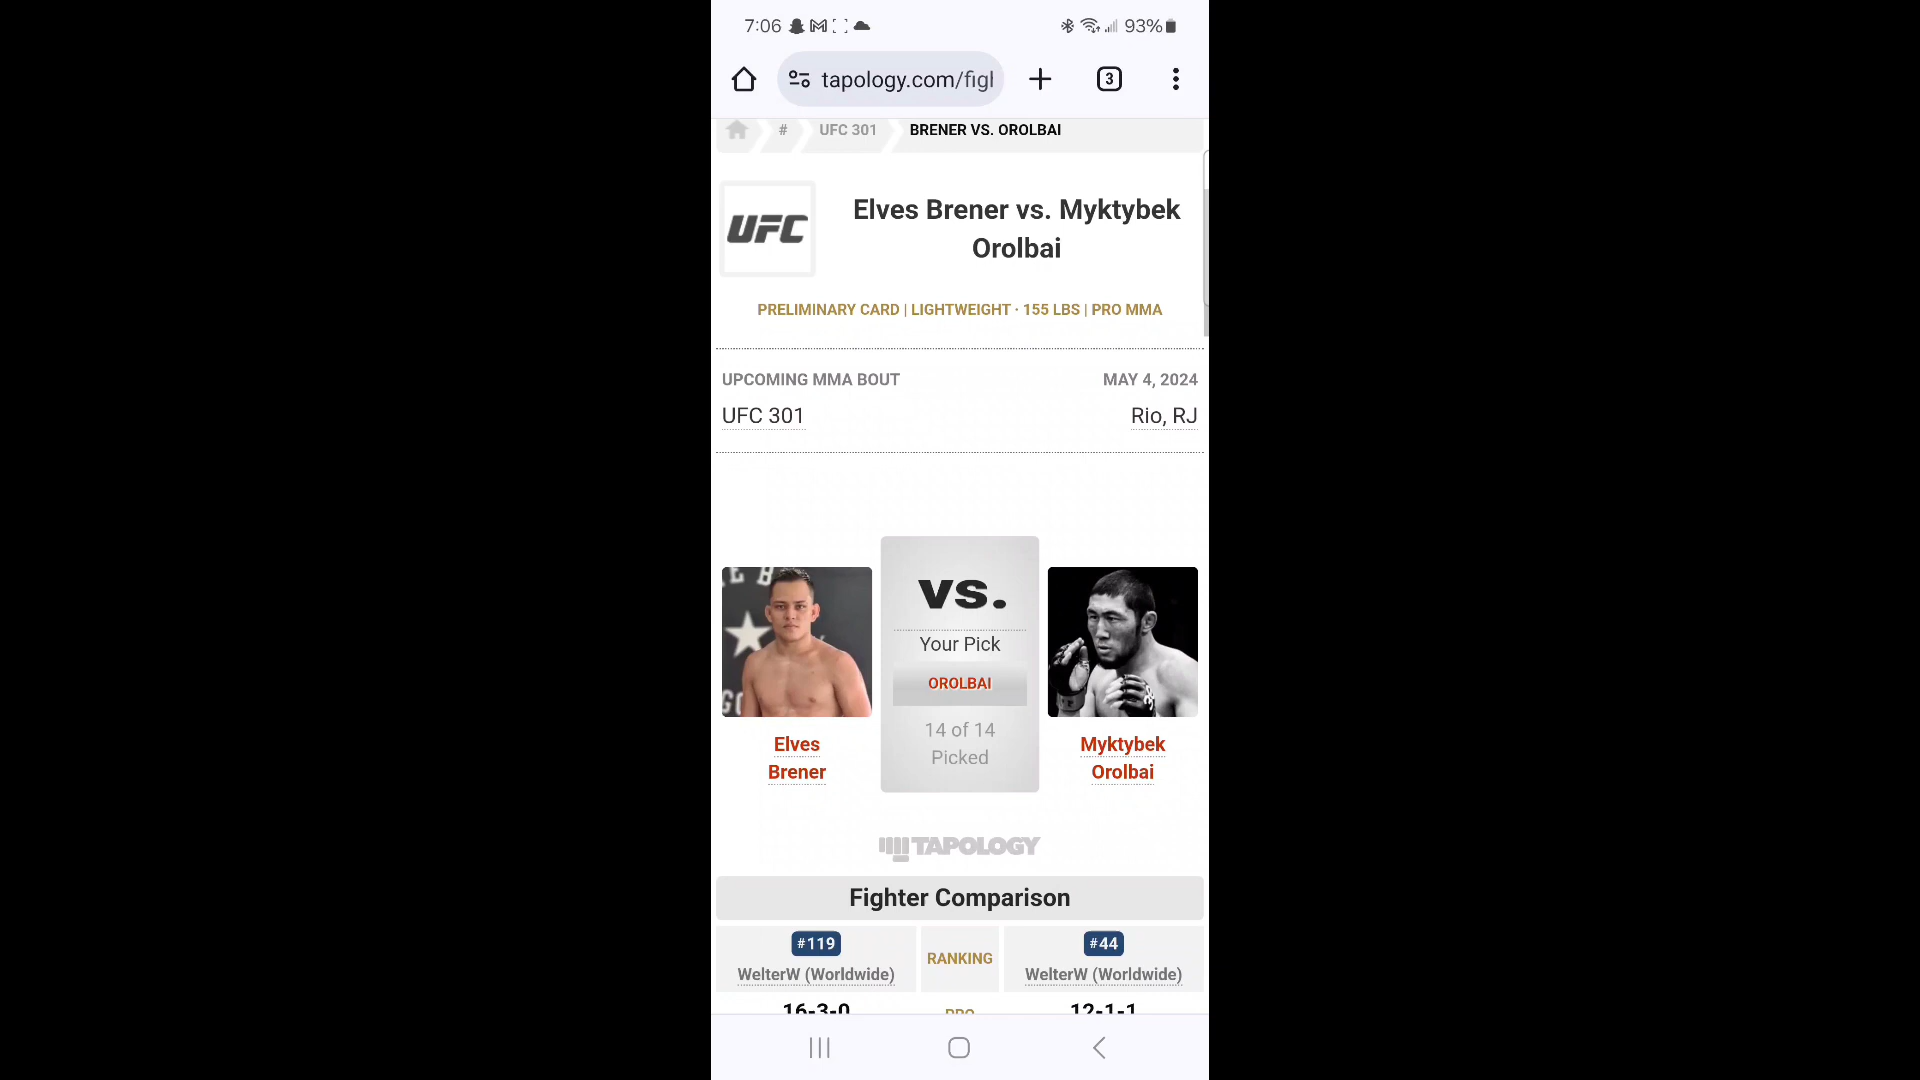 7:06 93%
tapology.com/figl 3
# UFC 301 BRENER VS. OROLBAI
UFC
Elves Brener vs. Myktybek
Orolbai
PRELIMINARY CARD | LIGHTWEIGHT · 155 LBS | PRO MMA
UPCOMING MMA BOUT MAY 4, 2024
UFC 301 Rio, RJ
vs.
Your Pick
OROLBAI
14 of 14
Picked
Elves
Brener
Myktybek
Orolbai
TAPOLOGY
Fighter Comparison
#119 RANKING #44
WelterW (Worldwide) WelterW (Worldwide)
16-3-0 PRO 12-1-1